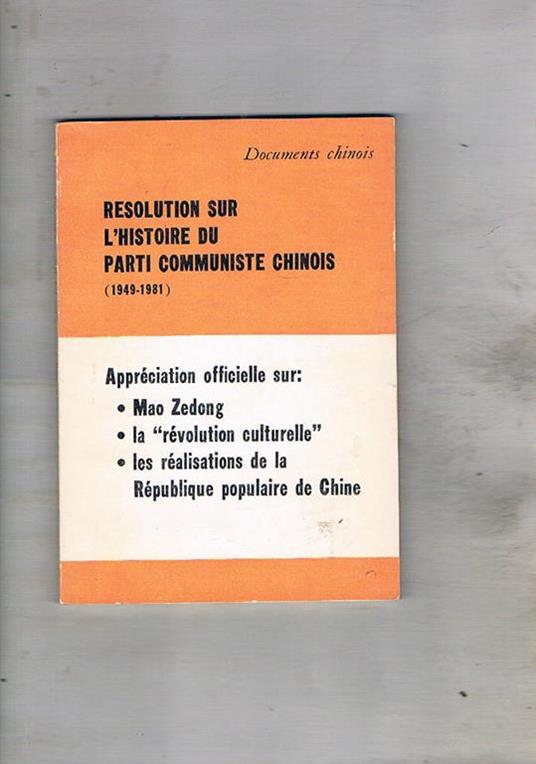 Documents chinois
RESOLUTION SUR
L'HISTOIRE DU
PARTI COMMUNISTE CHINOIS
(1949-1981)
Appréciation officielle sur:
• Mao Zedong
• la "révolution culturelle"
• les réalisations de la
République populaire de Chine